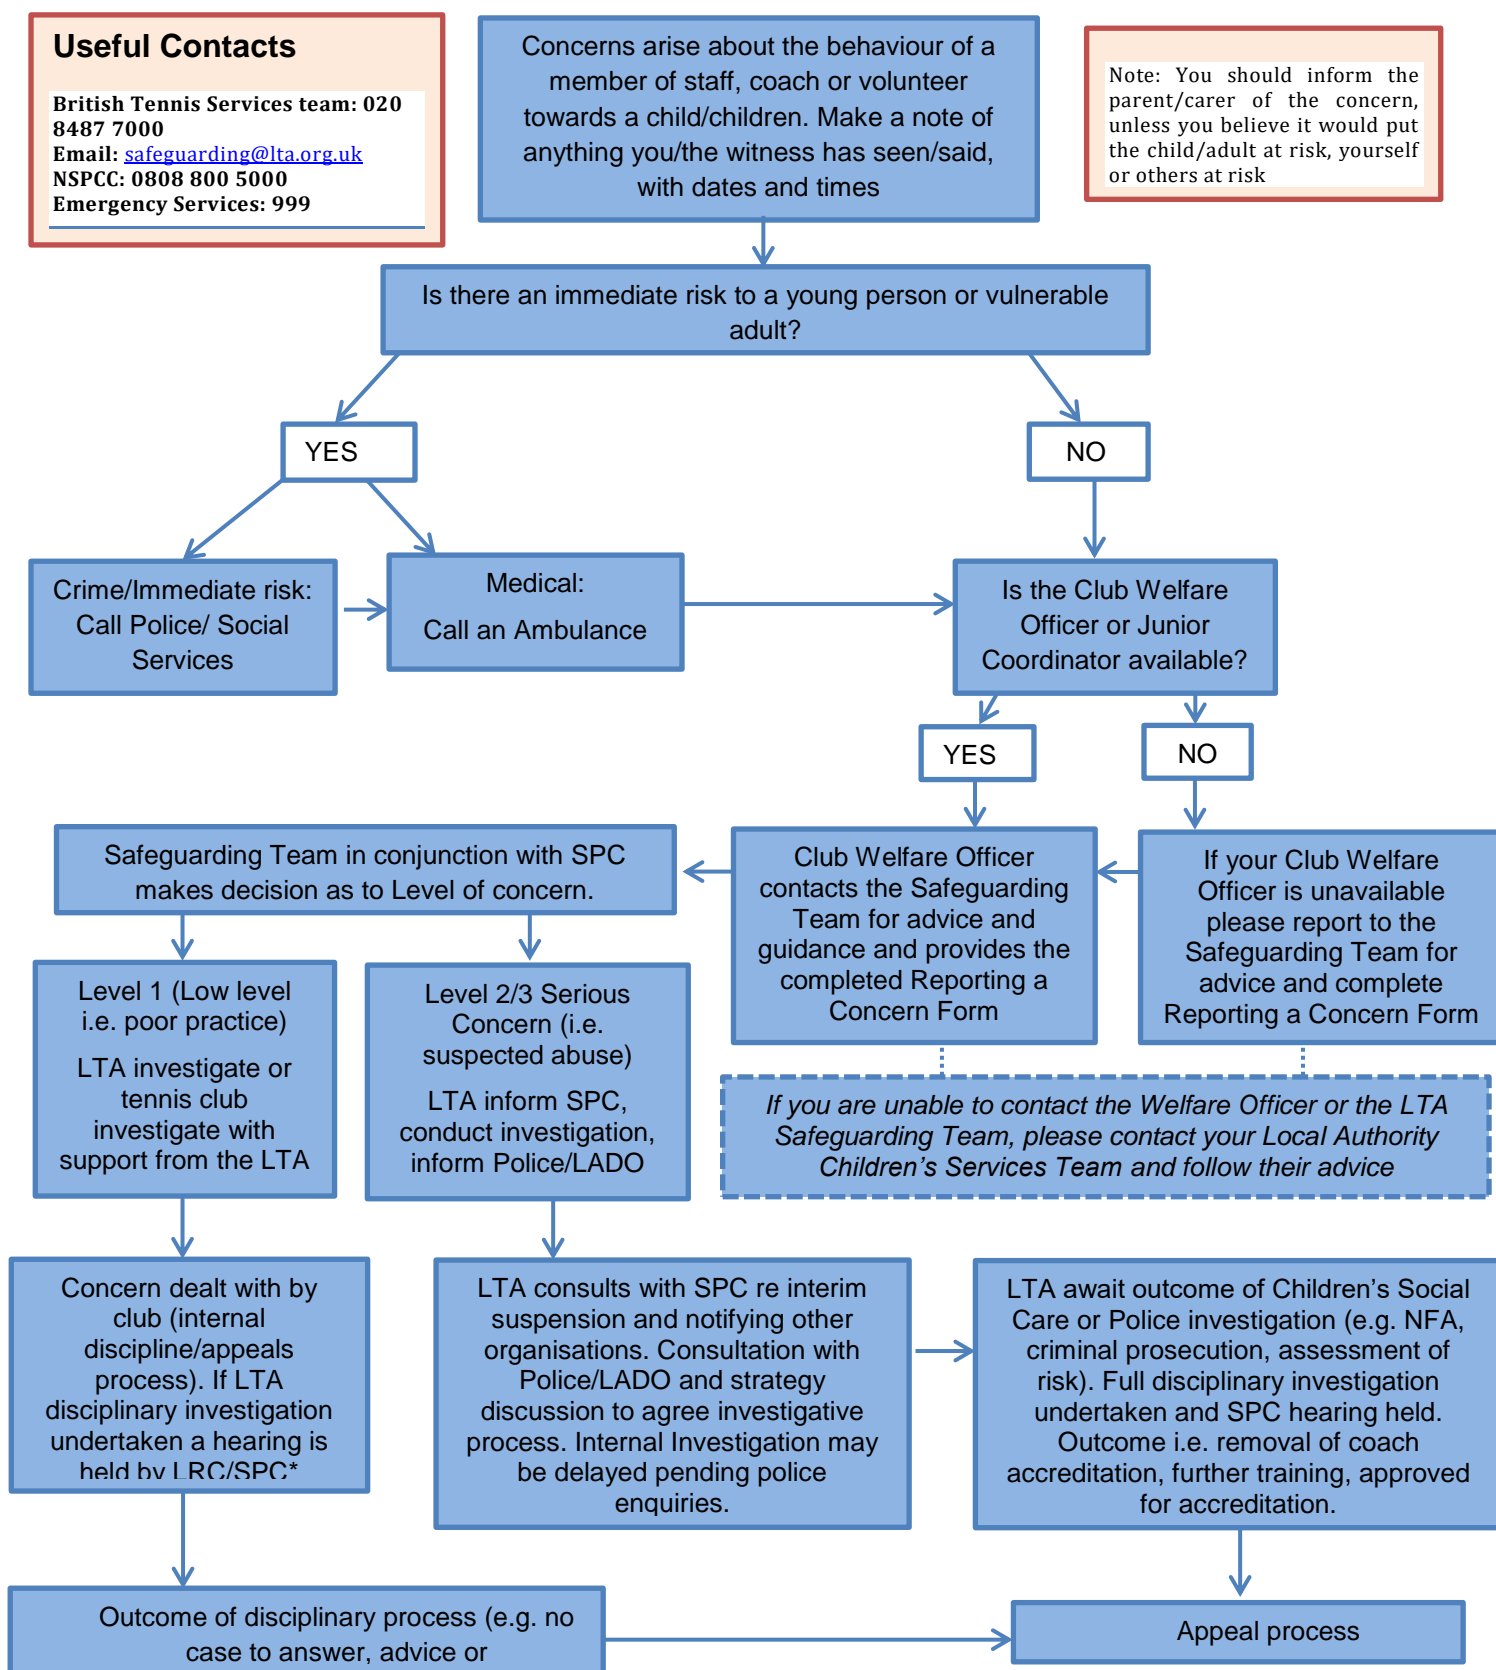 Useful Contacts
British Tennis Services team: 020
8487 7000
Email: safeguarding@lta.org.uk
NSPCC: 0808 800 5000
Emergency Services: 999
Concerns arise about the behaviour of a
member of staff, coach or volunteer
towards a child/children. Make a note of
anything you/the witness has seen/said,
with dates and times
Note: You should inform the
parent/carer of the concern,
unless you believe it would put
the child/adult at risk, yourself
or others at risk
Is there an immediate risk to a young person or vulnerable
adult?
YES
NO
Crime/Immediate risk:
Call Police/ Social
Services
Medical:
Call an Ambulance
Is the Club Welfare
Officer or Junior
Coordinator available?
YES
NO
Safeguarding Team in conjunction with SPC
makes decision as to Level of concern.
Club Welfare Officer
contacts the Safeguarding
Team for advice and
guidance and provides the
completed Reporting a
Concern Form
If your Club Welfare
Officer is unavailable
please report to the
Safeguarding Team for
advice and complete
Reporting a Concern Form
Level 1 (Low level
i.e. poor practice)
LTA investigate or
tennis club
investigate with
support from the LTA
Level 2/3 Serious
Concern (i.e.
suspected abuse)
LTA inform SPC,
conduct investigation,
inform Police/LADO
If you are unable to contact the Welfare Officer or the LTA
Safeguarding Team, please contact your Local Authority
Children’s Services Team and follow their advice
Concern dealt with by
club (internal
discipline/appeals
process). If LTA
disciplinary investigation
undertaken a hearing is
held by LRC/SPC*
LTA consults with SPC re interim
suspension and notifying other
organisations. Consultation with
Police/LADO and strategy
discussion to agree investigative
process. Internal Investigation may
be delayed pending police
enquiries.
LTA await outcome of Children’s Social
Care or Police investigation (e.g. NFA,
criminal prosecution, assessment of
risk). Full disciplinary investigation
undertaken and SPC hearing held.
Outcome i.e. removal of coach
accreditation, further training, approved
for accreditation.
Outcome of disciplinary process (e.g. no
case to answer, advice or
Appeal process